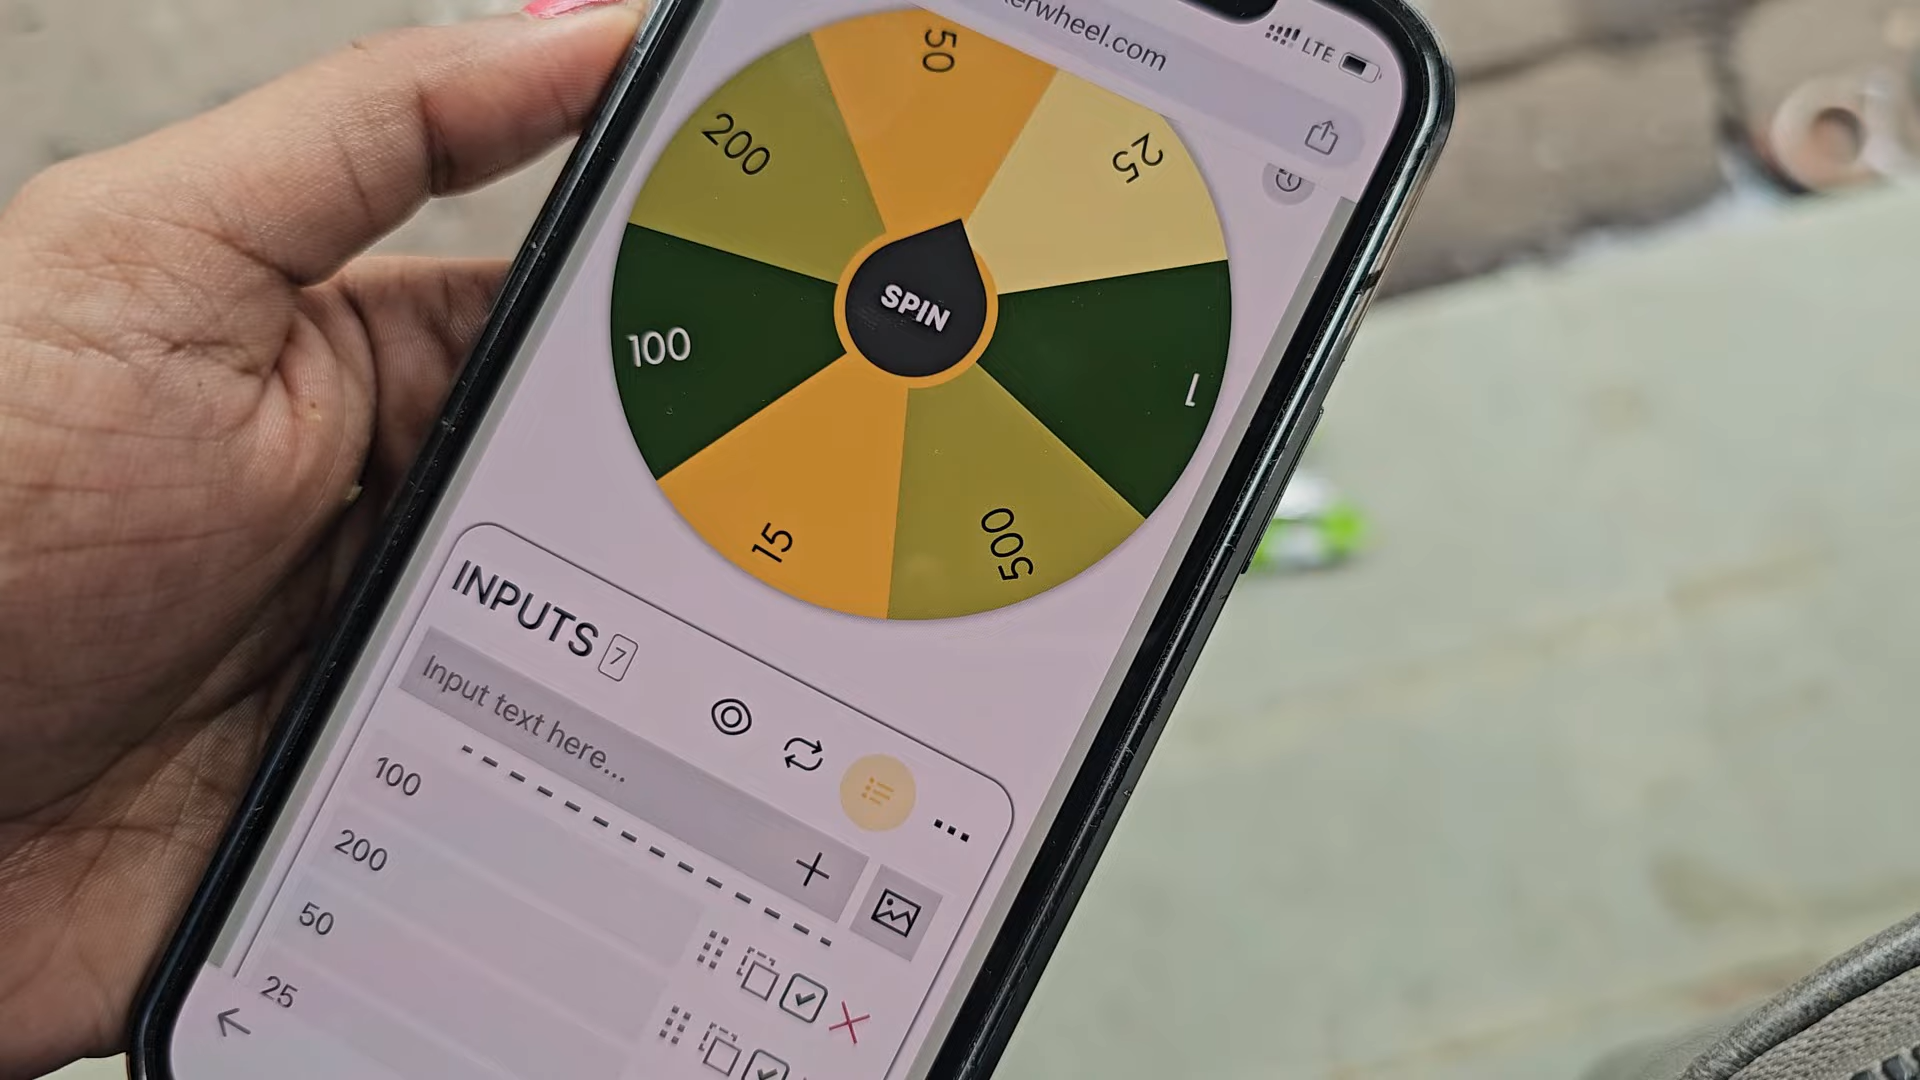 erwheel.com
LTE
50
25
200
SPIN
100
1
15
500
INPUTS 7
Input text here...
100
200
50
25